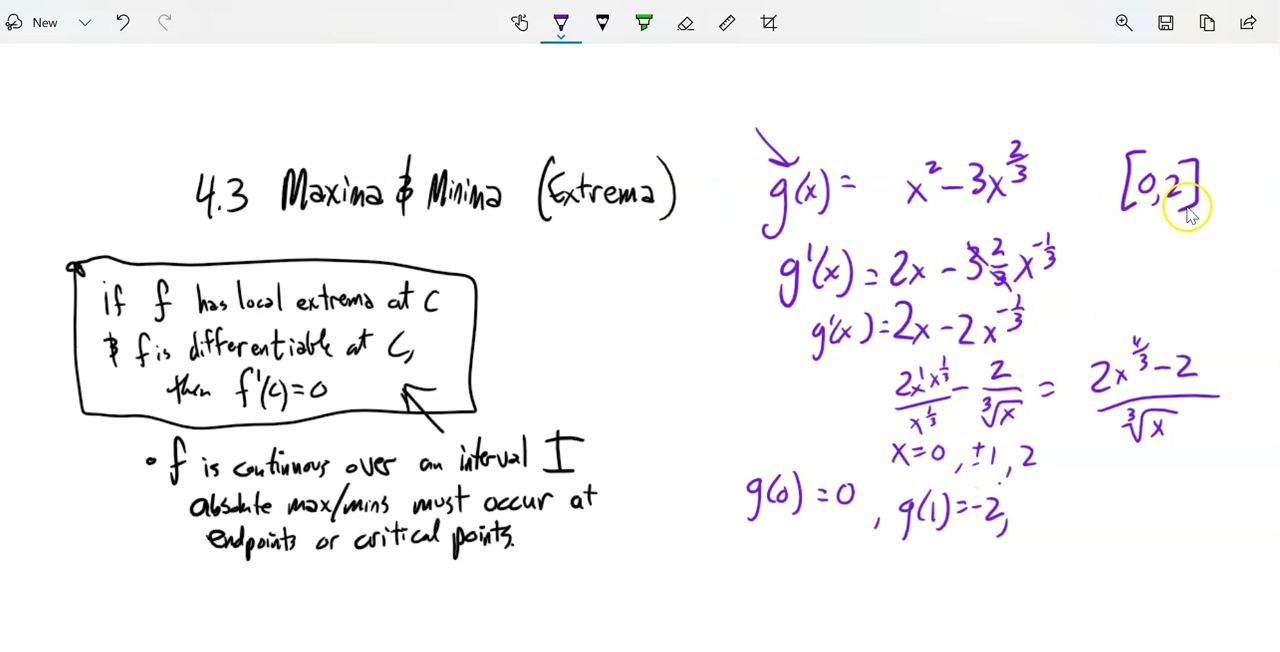 New
4.3 Maxima & Minima (Extrema)
if f has local extrema at c
& f is differentiable at c,
then f'(c)=0
• f is continuous over an interval I
absolute max/mins must occur at
endpoints or critical points.
g(x) = x² - 3x^(2/3) [0,2]
g'(x) = 2x - 3 2/3 x^(-1/3)
g'(x) = 2x - 2x^(-1/3)
2x¹x^(1/3)/x^(1/3) - 2/∛x = (2x^(4/3) - 2)/∛x
x=0, ±1, 2
g(0) = 0, g(1) = -2,